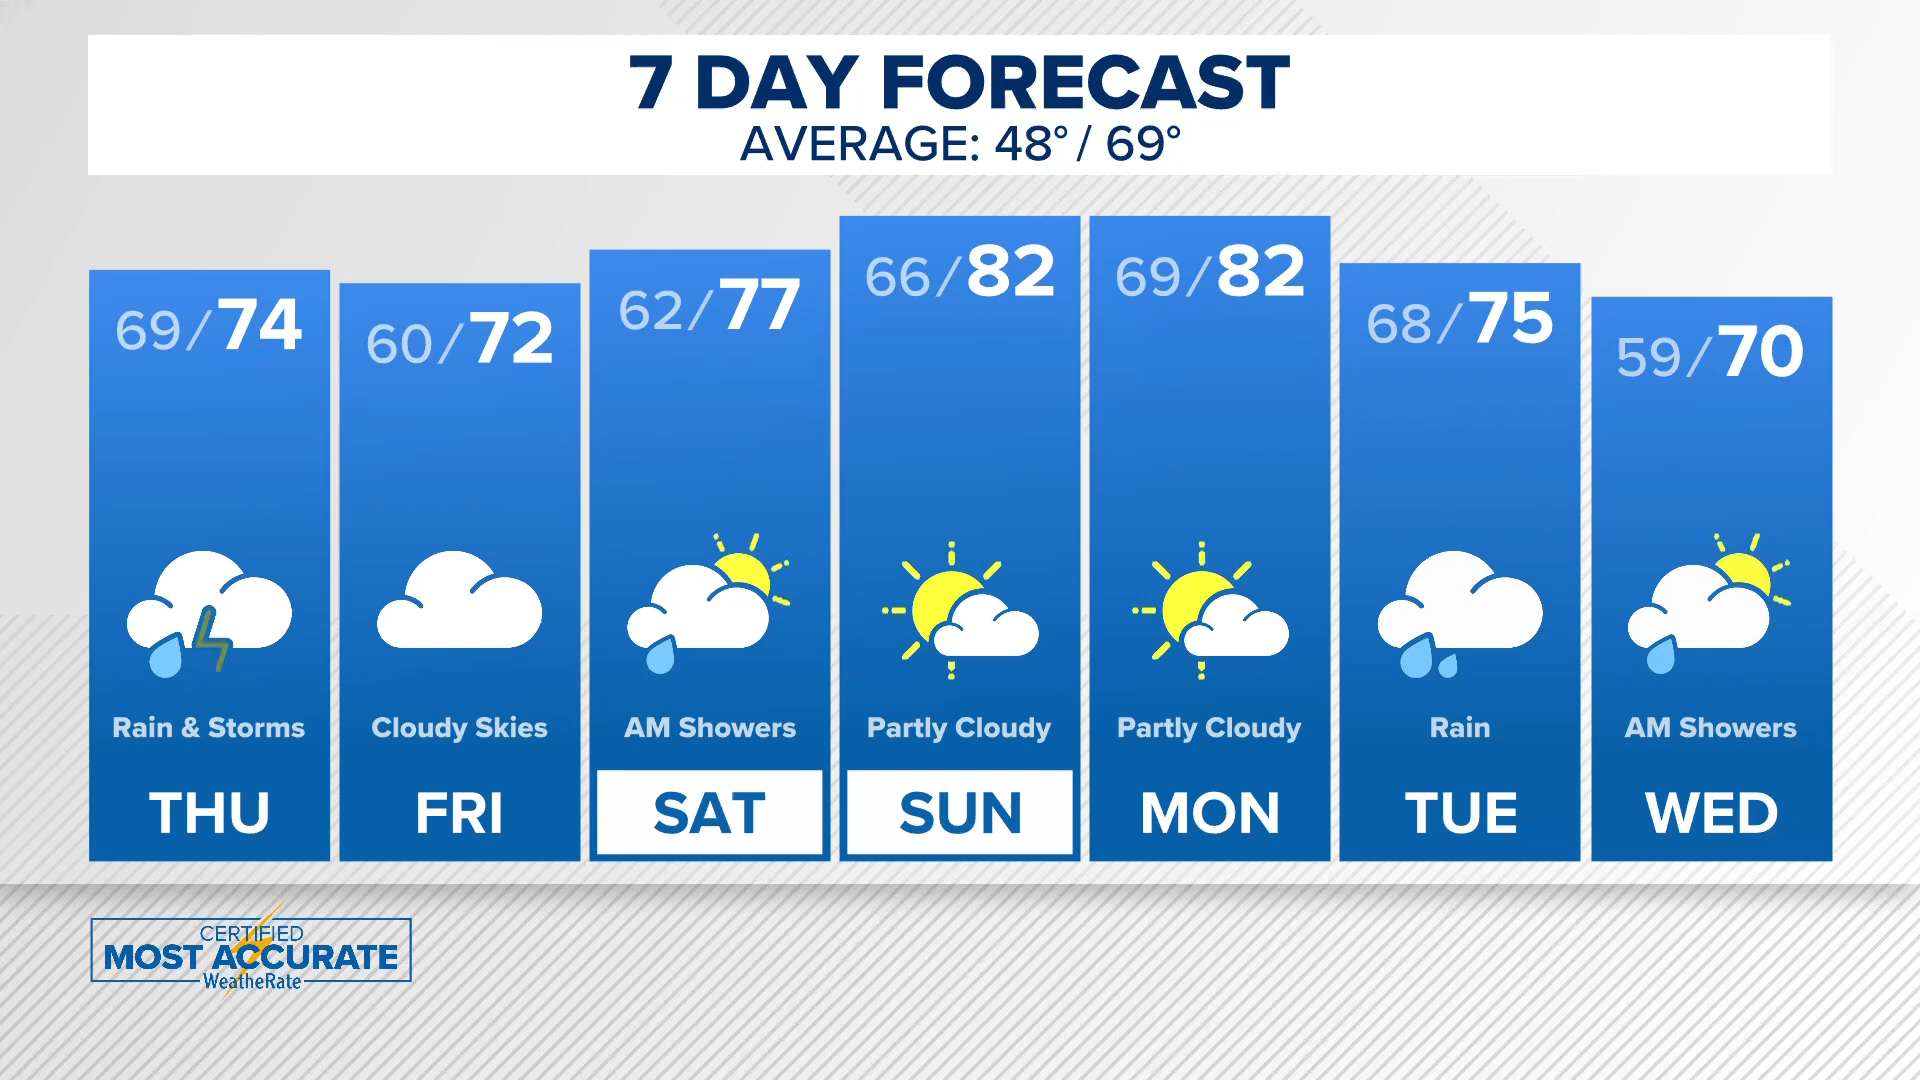 7 DAY FORECAST
AVERAGE: 48°/ 69°
69/74
60/72
62/77
66/82
69/82
68/75
59/70
Rain & Storms
Cloudy Skies
AM Showers
Partly Cloudy
Partly Cloudy
Rain
AM Showers
THU
FRI
SAT
SUN
MON
TUE
WED
CERTIFIED
MOST ACCURATE
WeatheRate